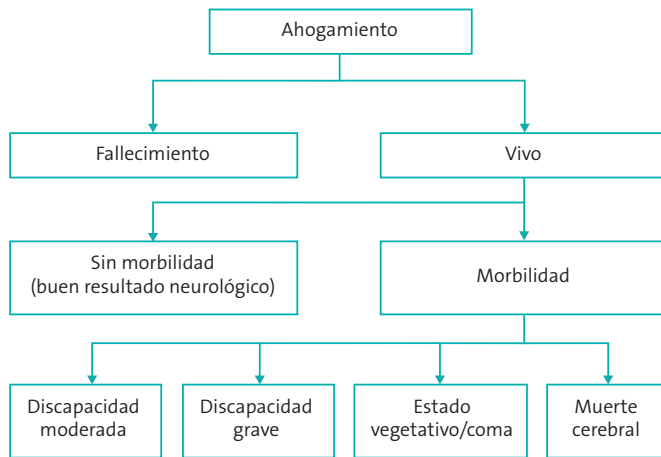 Ahogamiento
Fallecimiento
Vivo
Sin morbilidad
(buen resultado neurológico)
Morbilidad
Discapacidad
moderada
Discapacidad
grave
Estado
vegetativo/coma
Muerte
cerebral